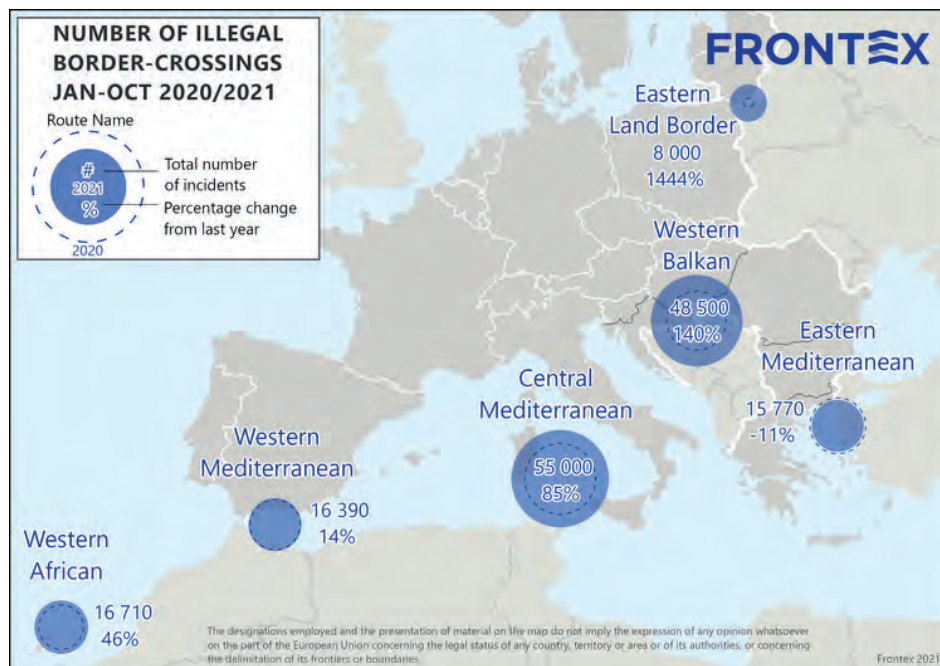 NUMBER OF ILLEGAL
BORDER-CROSSINGS
JAN-OCT 2020/2021
Route Name
#
2021
%
Total number
of incidents
Percentage change
from last year
2020
FRONTEX
Eastern
Land Border
8 000
1444%
Western
Balkan
48 500
140%
Eastern
Mediterranean
15 770
-11%
Central
Mediterranean
55 000
85%
Western
Mediterranean
16 390
14%
Western
African
16 710
46%
The designations employed and the presentation of material on the map do not imply the expression of any opinion whatsoever
on the part of the European Union concerning the legal status of any country, territory or area or of its authorities, or concerning
the delimitation of its frontiers or boundaries.
Frontex 2021